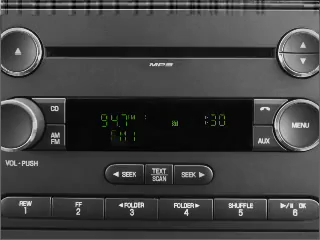 MP3
CD
94.7
:30
FM1
AM
FM
AUX
MENU
VOL - PUSH
◄ SEEK
TEXT
SCAN
SEEK ►
REW
1
FF
2
◄ FOLDER
3
FOLDER ►
4
SHUFFLE
5
►/II OK
6